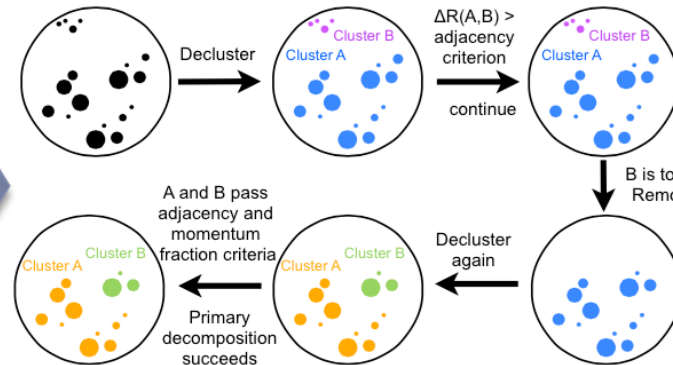 Decluster
Cluster B
Cluster A
ΔR(A,B) >
adjacency
criterion
continue
Cluster B
Cluster A
B is to
A and B pass
adjacency and
momentum
fraction criteria
Primary
decomposition
succeeds
Decluster
again
Cluster B
Cluster A
Cluster B
Cluster A